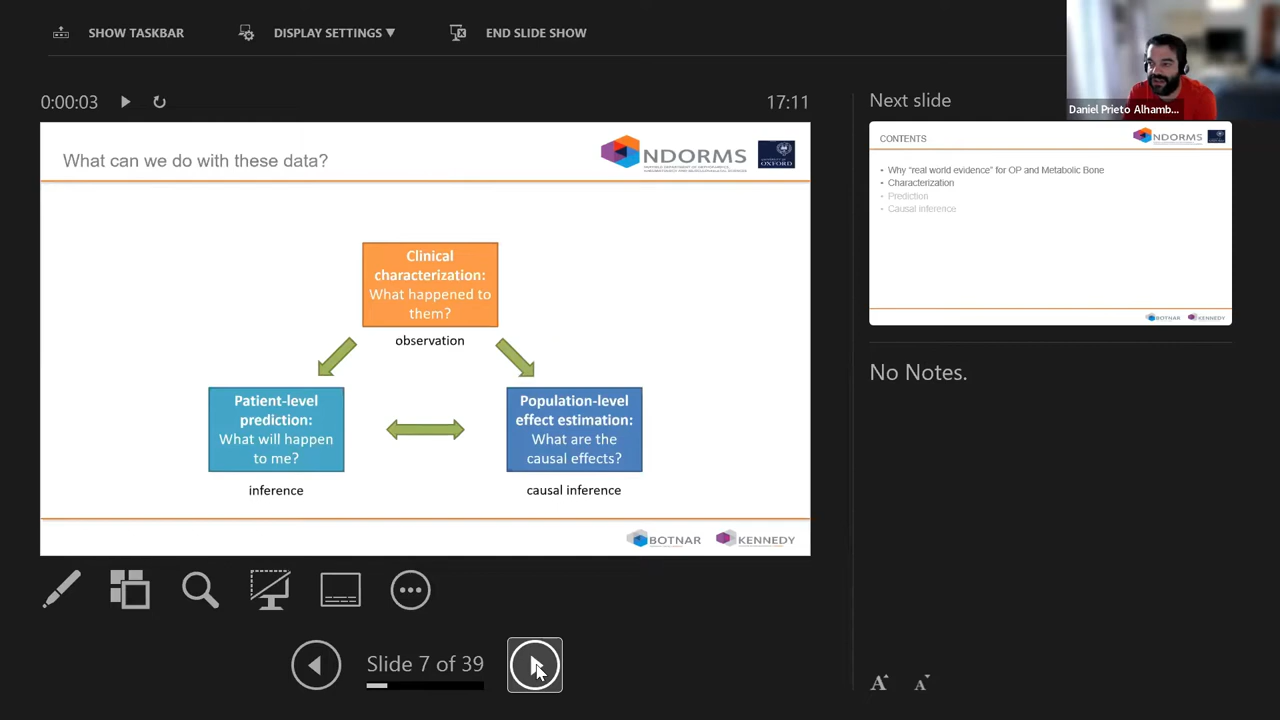 SHOW TASKBAR
DISPLAY SETTINGS ▼
END SLIDE SHOW
Daniel Prieto Alhamb...
0:00:03
17:11
What can we do with these data?
NDORMS
UNIVERSITY OF
OXFORD
Clinical
characterization:
What happened to
them?
observation
Patient-level
prediction:
What will happen
to me?
inference
Population-level
effect estimation:
What are the
causal effects?
causal inference
BOTNAR
KENNEDY
Slide 7 of 39
Next slide
CONTENTS
NDORMS
• Why “real world evidence” for OP and Metabolic Bone
• Characterization
• Prediction
• Causal inference
BOTNAR
KENNEDY
No Notes.
A
A